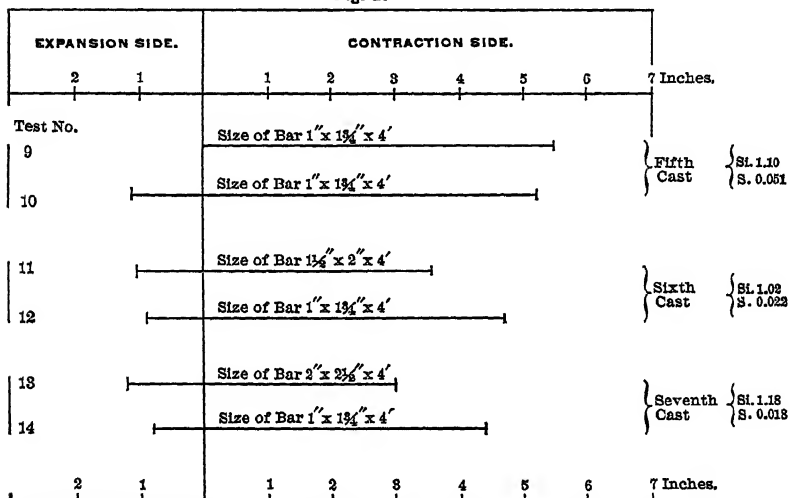 EXPANSION SIDE. CONTRACTION SIDE.
2 1 1 2 3 4 5 6 7 Inches.
Test No.
9 Size of Bar 1″ x 1¾″ x 4′
10 Size of Bar 1″ x 1¾″ x 4′
Fifth Cast Si. 1.10 S. 0.051
11 Size of Bar 1½″ x 2″ x 4′
12 Size of Bar 1″ x 1¾″ x 4′
Sixth Cast Si. 1.02 S. 0.022
13 Size of Bar 2″ x 2½″ x 4′
14 Size of Bar 1″ x 1¾″ x 4′
Seventh Cast Si. 1.18 S. 0.018
2 1 1 2 3 4 5 6 7 Inches.